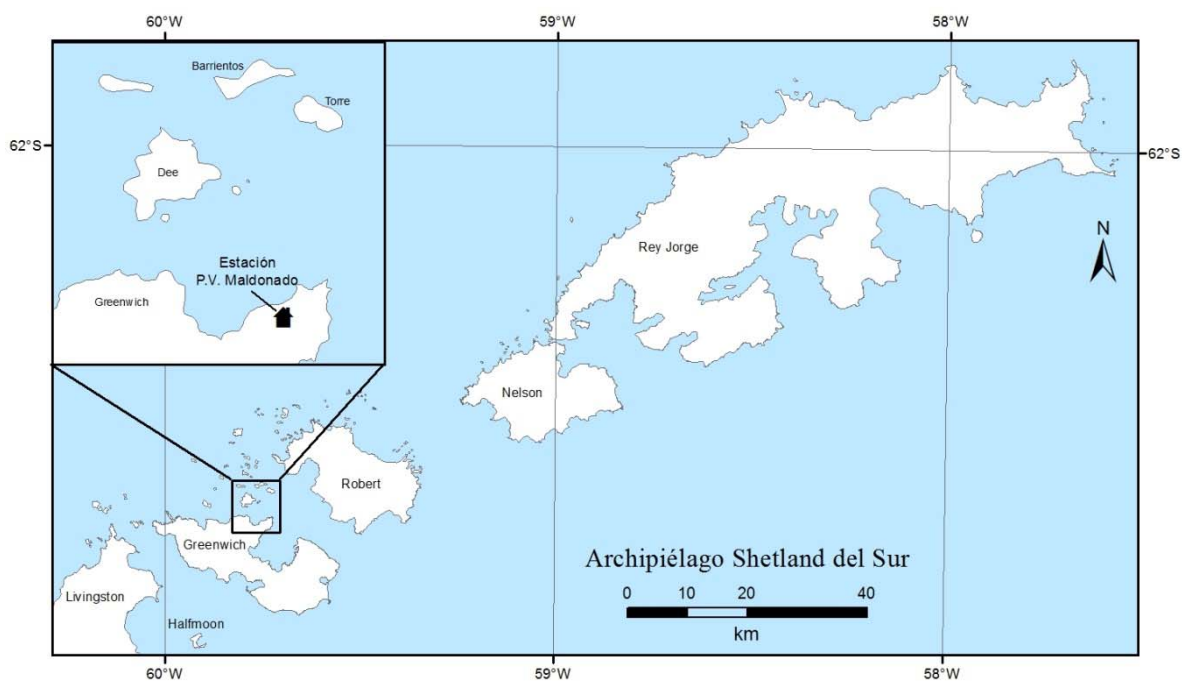 60°W
59°W
58°W
Barrientos
Torre
62°S
62°S
Dee
Estación
P.V. Maldonado
Greenwich
Rey Jorge
N
Nelson
Robert
Greenwich
Livingston
Halfmoon
Archipiélago Shetland del Sur
0 10 20 40
km
60°W
59°W
58°W